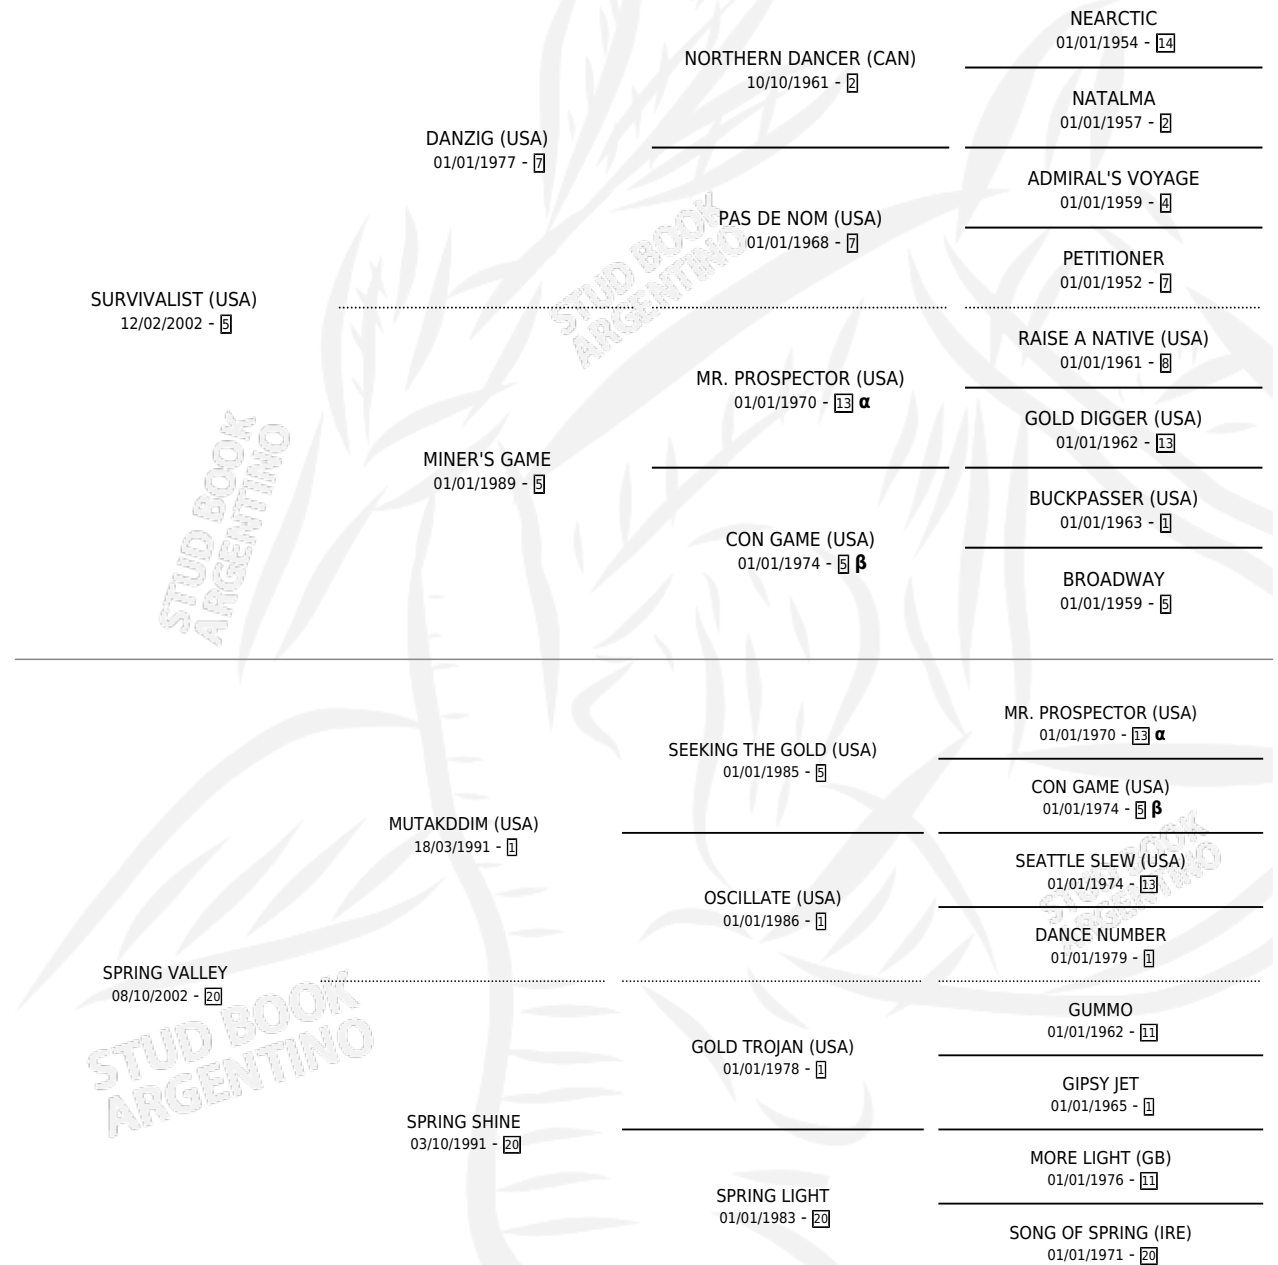 NEARCTIC
01/01/1954 - 14
NORTHERN DANCER (CAN)
10/10/1961 - 2
NATALMA
01/01/1957 - 2
DANZIG (USA)
01/01/1977 - 7
ADMIRAL'S VOYAGE
01/01/1959 - 4
PAS DE NOM (USA)
01/01/1968 - 7
PETITIONER
01/01/1952 - 7
SURVIVALIST (USA)
12/02/2002 - 5
STUD BOOK
ARGENTINO
RAISE A NATIVE (USA)
01/01/1961 - 8
MR. PROSPECTOR (USA)
01/01/1970 - 13 α
GOLD DIGGER (USA)
01/01/1962 - 13
MINER'S GAME
01/01/1989 - 5
BUCKPASSER (USA)
01/01/1963 - 1
CON GAME (USA)
01/01/1974 - 5 β
BROADWAY
01/01/1959 - 5
STUD BOOK
ARGENTINO
MR. PROSPECTOR (USA)
01/01/1970 - 13 α
SEEKING THE GOLD (USA)
01/01/1985 - 5
CON GAME (USA)
01/01/1974 - 5 β
MUTAKDDIM (USA)
18/03/1991 - 1
SEATTLE SLEW (USA)
01/01/1974 - 13
OSCILLATE (USA)
01/01/1986 - 1
DANCE NUMBER
01/01/1979 - 1
STUD BOOK
ARGENTINO
SPRING VALLEY
08/10/2002 - 20
GUMMO
01/01/1962 - 11
GOLD TROJAN (USA)
01/01/1978 - 1
GIPSY JET
01/01/1965 - 1
STUD BOOK
ARGENTINO
SPRING SHINE
03/10/1991 - 20
MORE LIGHT (GB)
01/01/1976 - 11
SPRING LIGHT
01/01/1983 - 20
SONG OF SPRING (IRE)
01/01/1971 - 20